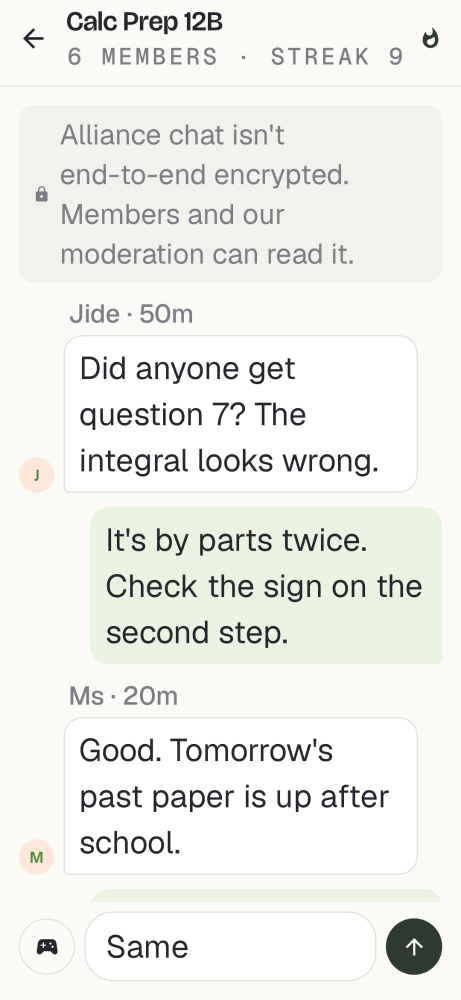 Calc Prep 12B
6 MEMBERS · STREAK 9
Alliance chat isn't
end-to-end encrypted.
Members and our
moderation can read it.
Jide · 50m
Did anyone get
question 7? The
integral looks wrong.
J
It's by parts twice.
Check the sign on the
second step.
Ms · 20m
Good. Tomorrow's
past paper is up after
school.
M
Same